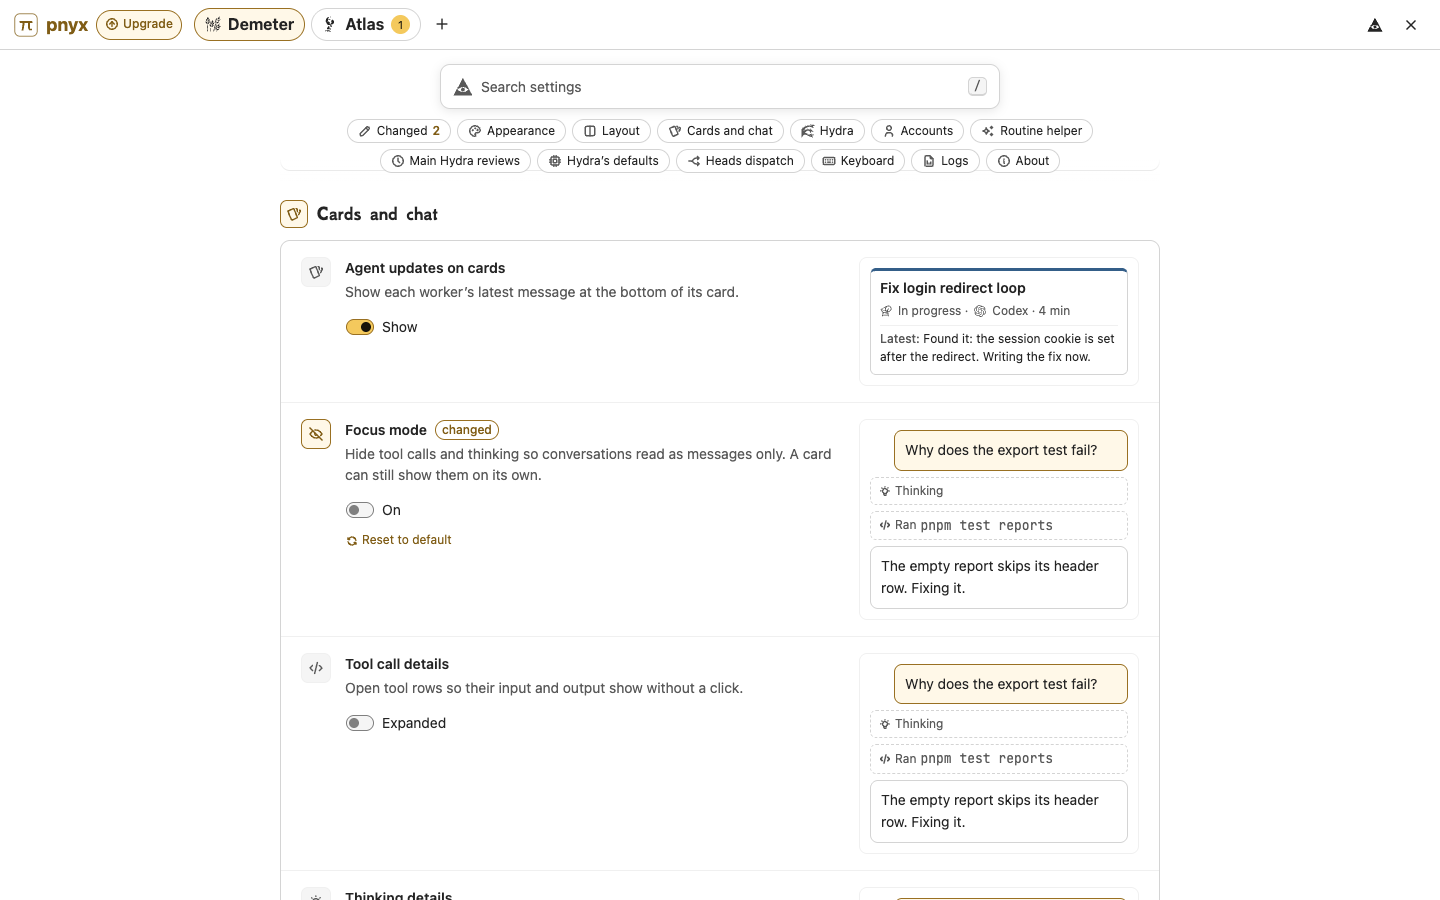 π pnyx
Upgrade
Demeter
Atlas 1
+
Search settings /
Changed 2
Appearance
Layout
Cards and chat
Hydra
Accounts
Routine helper
Main Hydra reviews
Hydra’s defaults
Heads dispatch
Keyboard
Logs
About
Cards and chat
Agent updates on cards
Show each worker’s latest message at the bottom of its card.
Show
Fix login redirect loop
In progress · Codex · 4 min
Latest: Found it: the session cookie is set
after the redirect. Writing the fix now.
Focus mode changed
Hide tool calls and thinking so conversations read as messages only. A card
can still show them on its own.
On
Reset to default
Why does the export test fail?
Thinking
Ran pnpm test reports
The empty report skips its header
row. Fixing it.
Tool call details
Open tool rows so their input and output show without a click.
Expanded
Why does the export test fail?
Thinking
Ran pnpm test reports
The empty report skips its header
row. Fixing it.
Thinking details